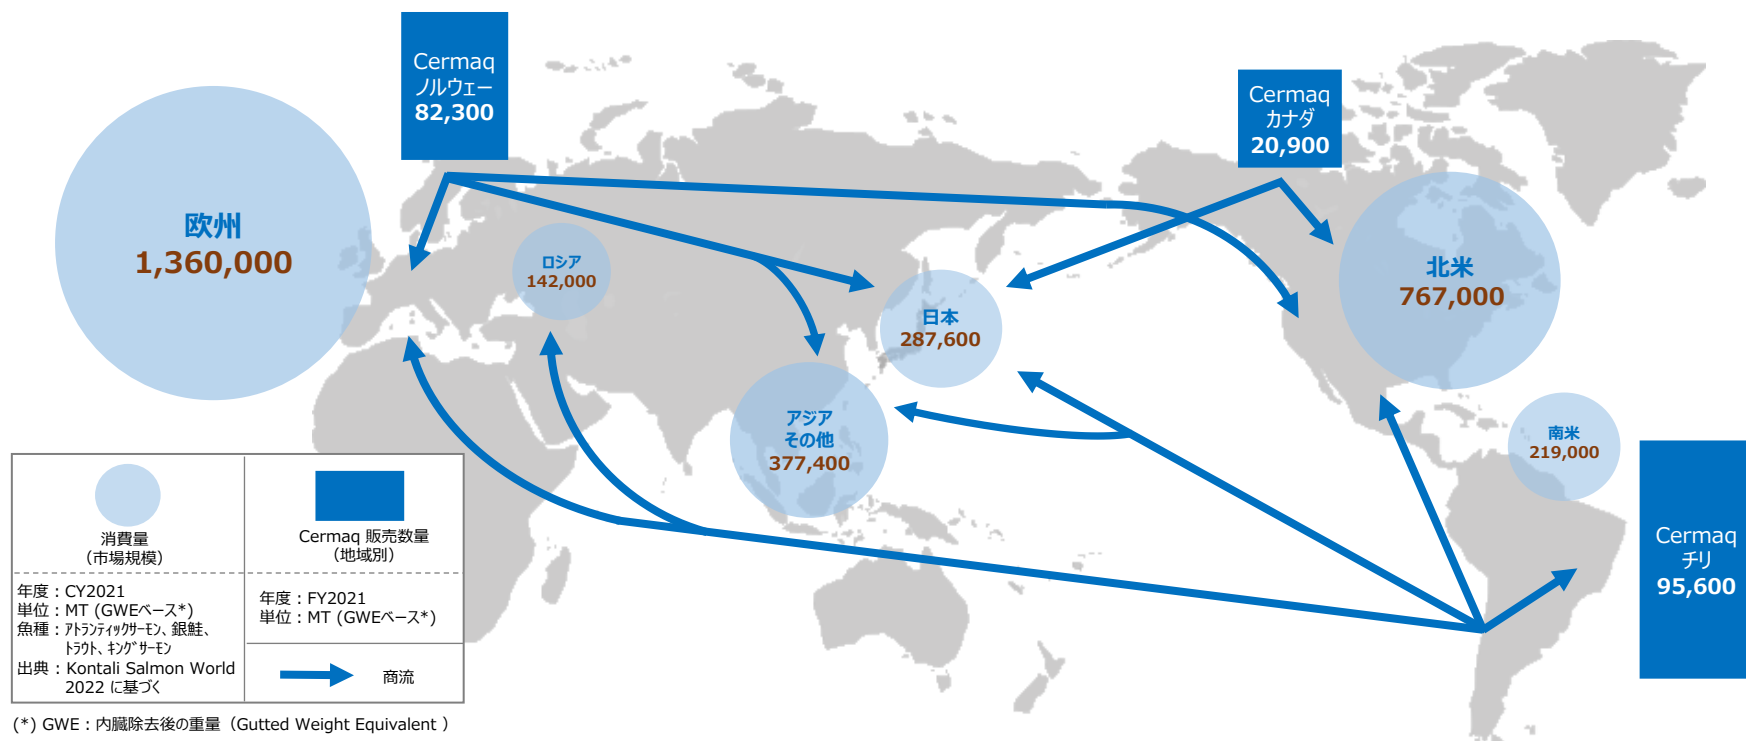 Cermaq
ノルウェー
82,300
Cermaq
カナダ
20,900
欧州
1,360,000
ロシア
142,000
日本
287,600
北米
767,000
アジア
その他
377,400
南米
219,000
Cermaq
チリ
95,600
消費量
（市場規模）
Cermaq 販売数量
（地域別）
年度：CY2021
単位：MT (GWEベース*)
魚種：ｱﾄﾗﾝﾃｨｯｸｻｰﾓﾝ、銀鮭、
ﾄﾗｳﾄ、ｷﾝｸﾞｻｰﾓﾝ
出典：Kontali Salmon World
2022 に基づく
年度：FY2021
単位：MT (GWEベース*)
商流
(*) GWE：内臓除去後の重量（Gutted Weight Equivalent ）